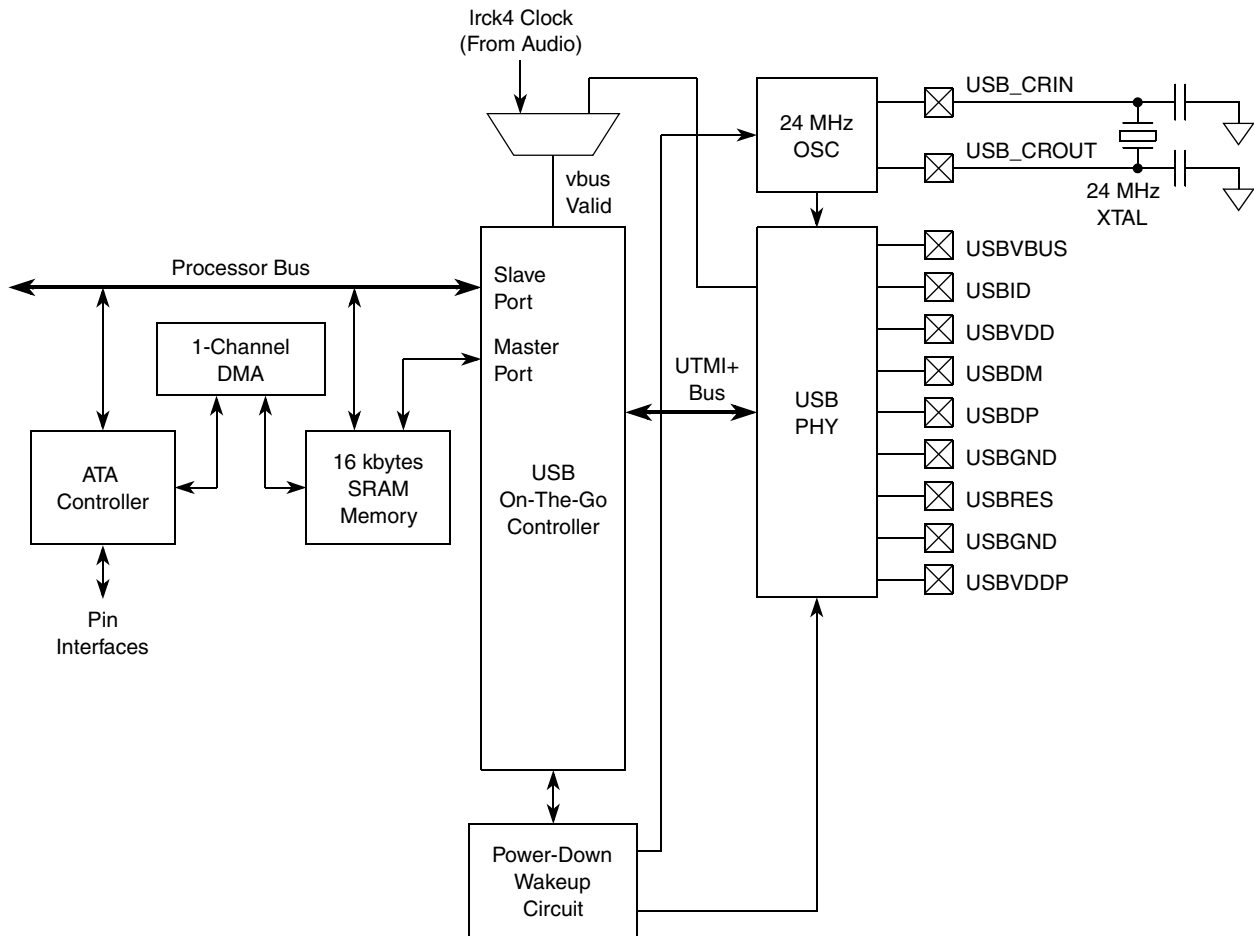 lrck4 Clock
(From Audio)
24 MHz
OSC
USB_CRIN
USB_CROUT
24 MHz
XTAL
vbus
Valid
Processor Bus
Slave
Port
Master
Port
1-Channel
DMA
ATA
Controller
16 kbytes
SRAM
Memory
Pin
Interfaces
USB
On-The-Go
Controller
UTMI+
Bus
USB
PHY
USBVBUS
USBID
USBVDD
USBDM
USBDP
USBGND
USBRES
USBGND
USBVDDP
Power-Down
Wakeup
Circuit